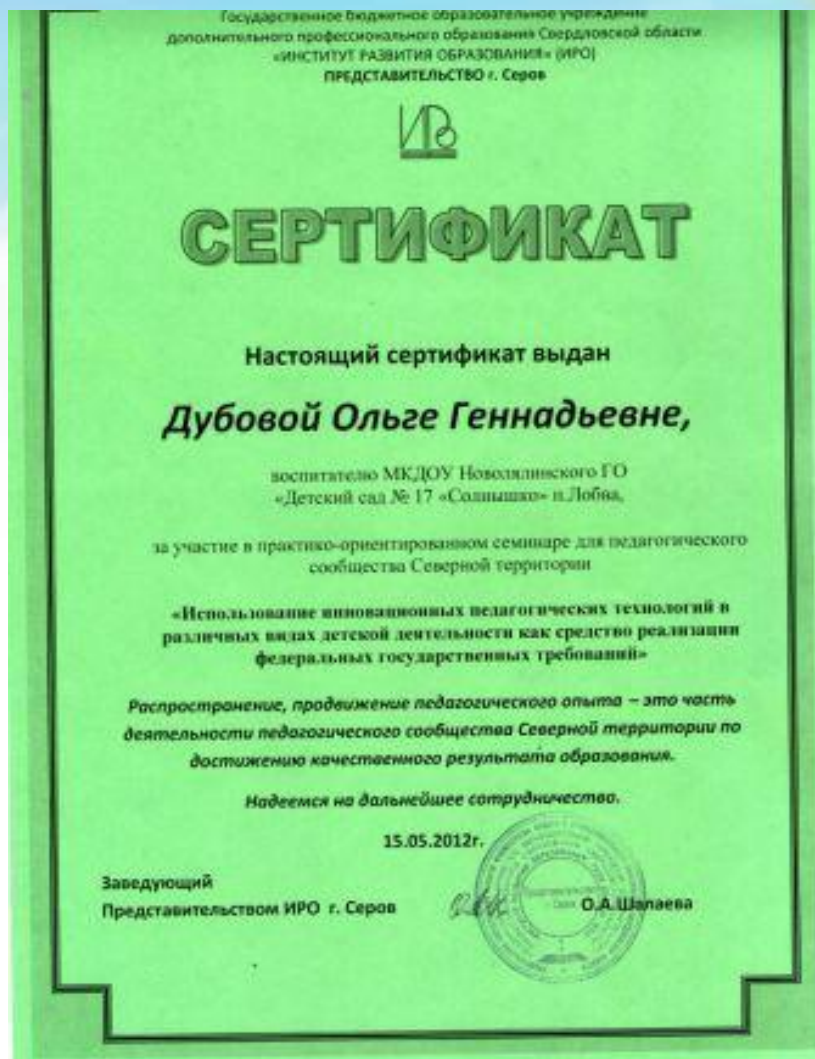 Государственное бюджетное образовательное учреждение
дополнительного профессионального образования Свердловской области
«ИНСТИТУТ РАЗВИТИЯ ОБРАЗОВАНИЯ» (ИРО)
ПРЕДСТАВИТЕЛЬСТВО г. Серов
ИРО
СЕРТИФИКАТ
Настоящий сертификат выдан
Дубовой Ольге Геннадьевне,
воспитателю МКДОУ Новолялинского ГО
«Детский сад № 17 «Солнышко» п.Лобва,
за участие в практико-ориентированном семинаре для педагогического
сообщества Северной территории
«Использование инновационных педагогических технологий в
различных видах детской деятельности как средство реализации
федеральных государственных требований»
Распространение, продвижение педагогического опыта – это часть
деятельности педагогического сообщества Северной территории по
достижению качественного результата образования.
Надеемся на дальнейшее сотрудничество.
15.05.2012г.
Заведующий
Представительством ИРО г. Серов О.А.Шалаева